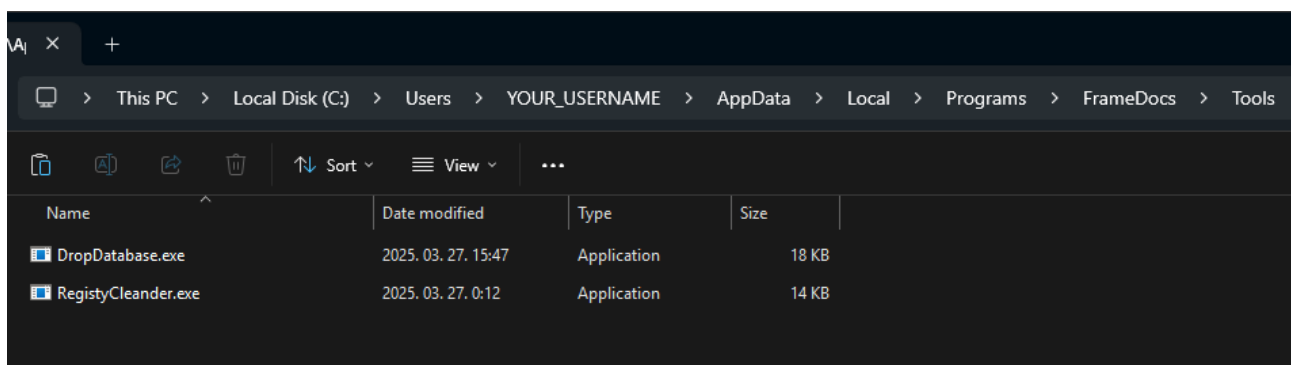 This PC > Local Disk (C:) > Users > YOUR_USERNAME > AppData > Local > Programs > FrameDocs > Tools
Sort View
Name Date modified Type Size
DropDatabase.exe 2025. 03. 27. 15:47 Application 18 KB
RegistyCleander.exe 2025. 03. 27. 0:12 Application 14 KB